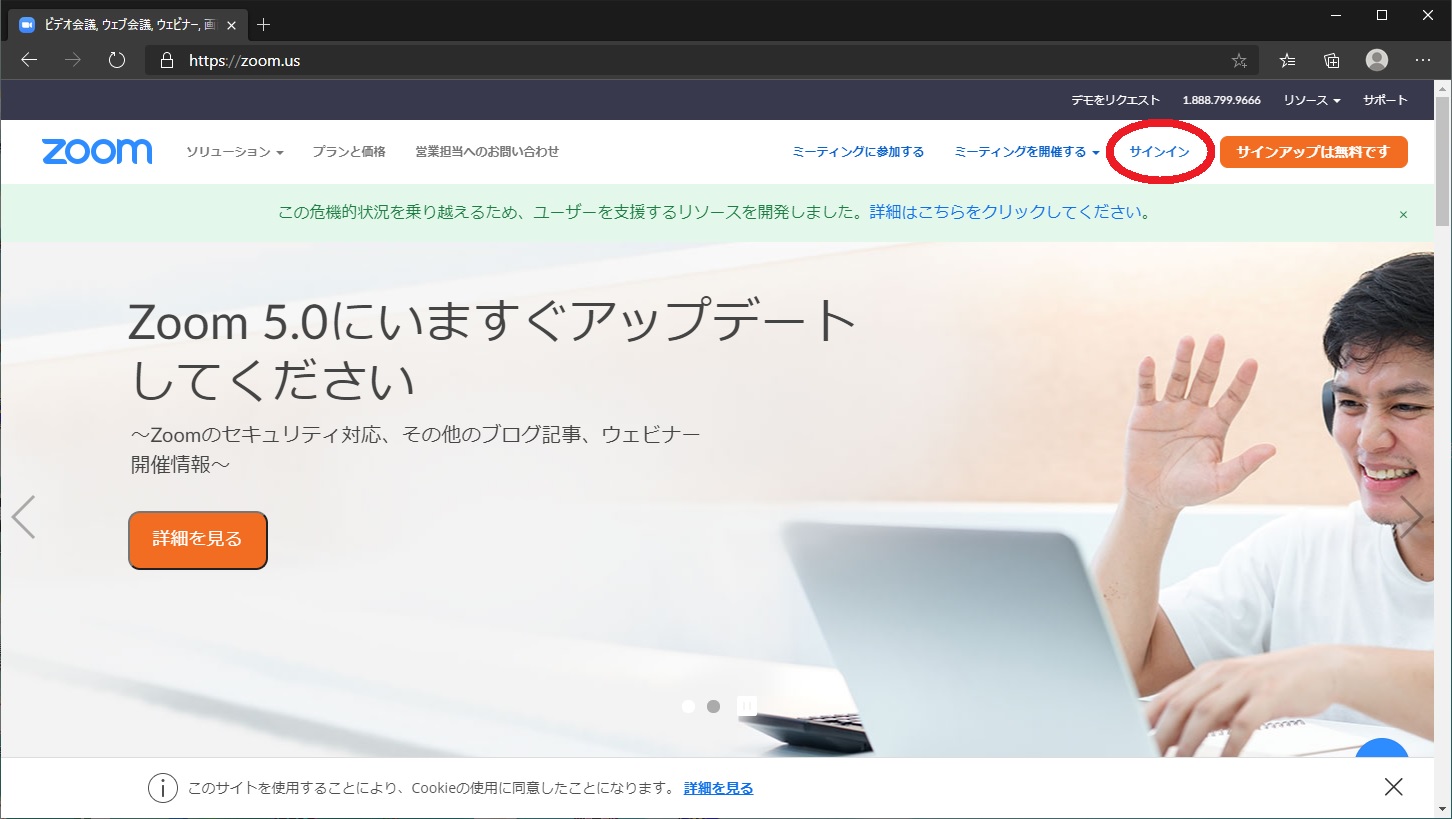 ビデオ会議, ウェブ会議, ウェビナー, 画
https://zoom.us
デモをリクエスト 1.888.799.9666 リソース サポート
zoom ソリューション プランと価格 営業担当へのお問い合わせ ミーティングに参加する ミーティングを開催する サインイン サインアップは無料です
この危機的状況を乗り越えるため、ユーザーを支援するリソースを開発しました。詳細はこちらをクリックしてください。
Zoom 5.0にいますぐアップデート
してください
～Zoomのセキュリティ対応、その他のブログ記事、ウェビナー
開催情報～
詳細を見る
このサイトを使用することにより、Cookieの使用に同意したことになります。 詳細を見る